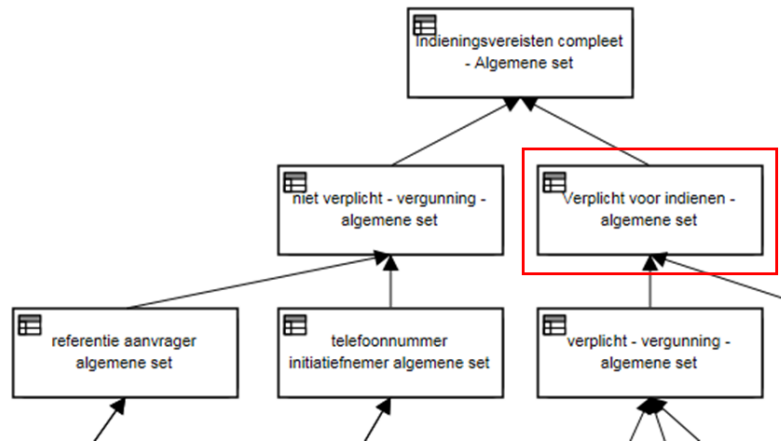 Indieningsvereisten compleet
- Algemene set
niet verplicht - vergunning -
algemene set
Verplicht voor indienen -
algemene set
referentie aanvrager
algemene set
telefoonnummer
initiatiefnemer algemene set
verplicht - vergunning -
algemene set